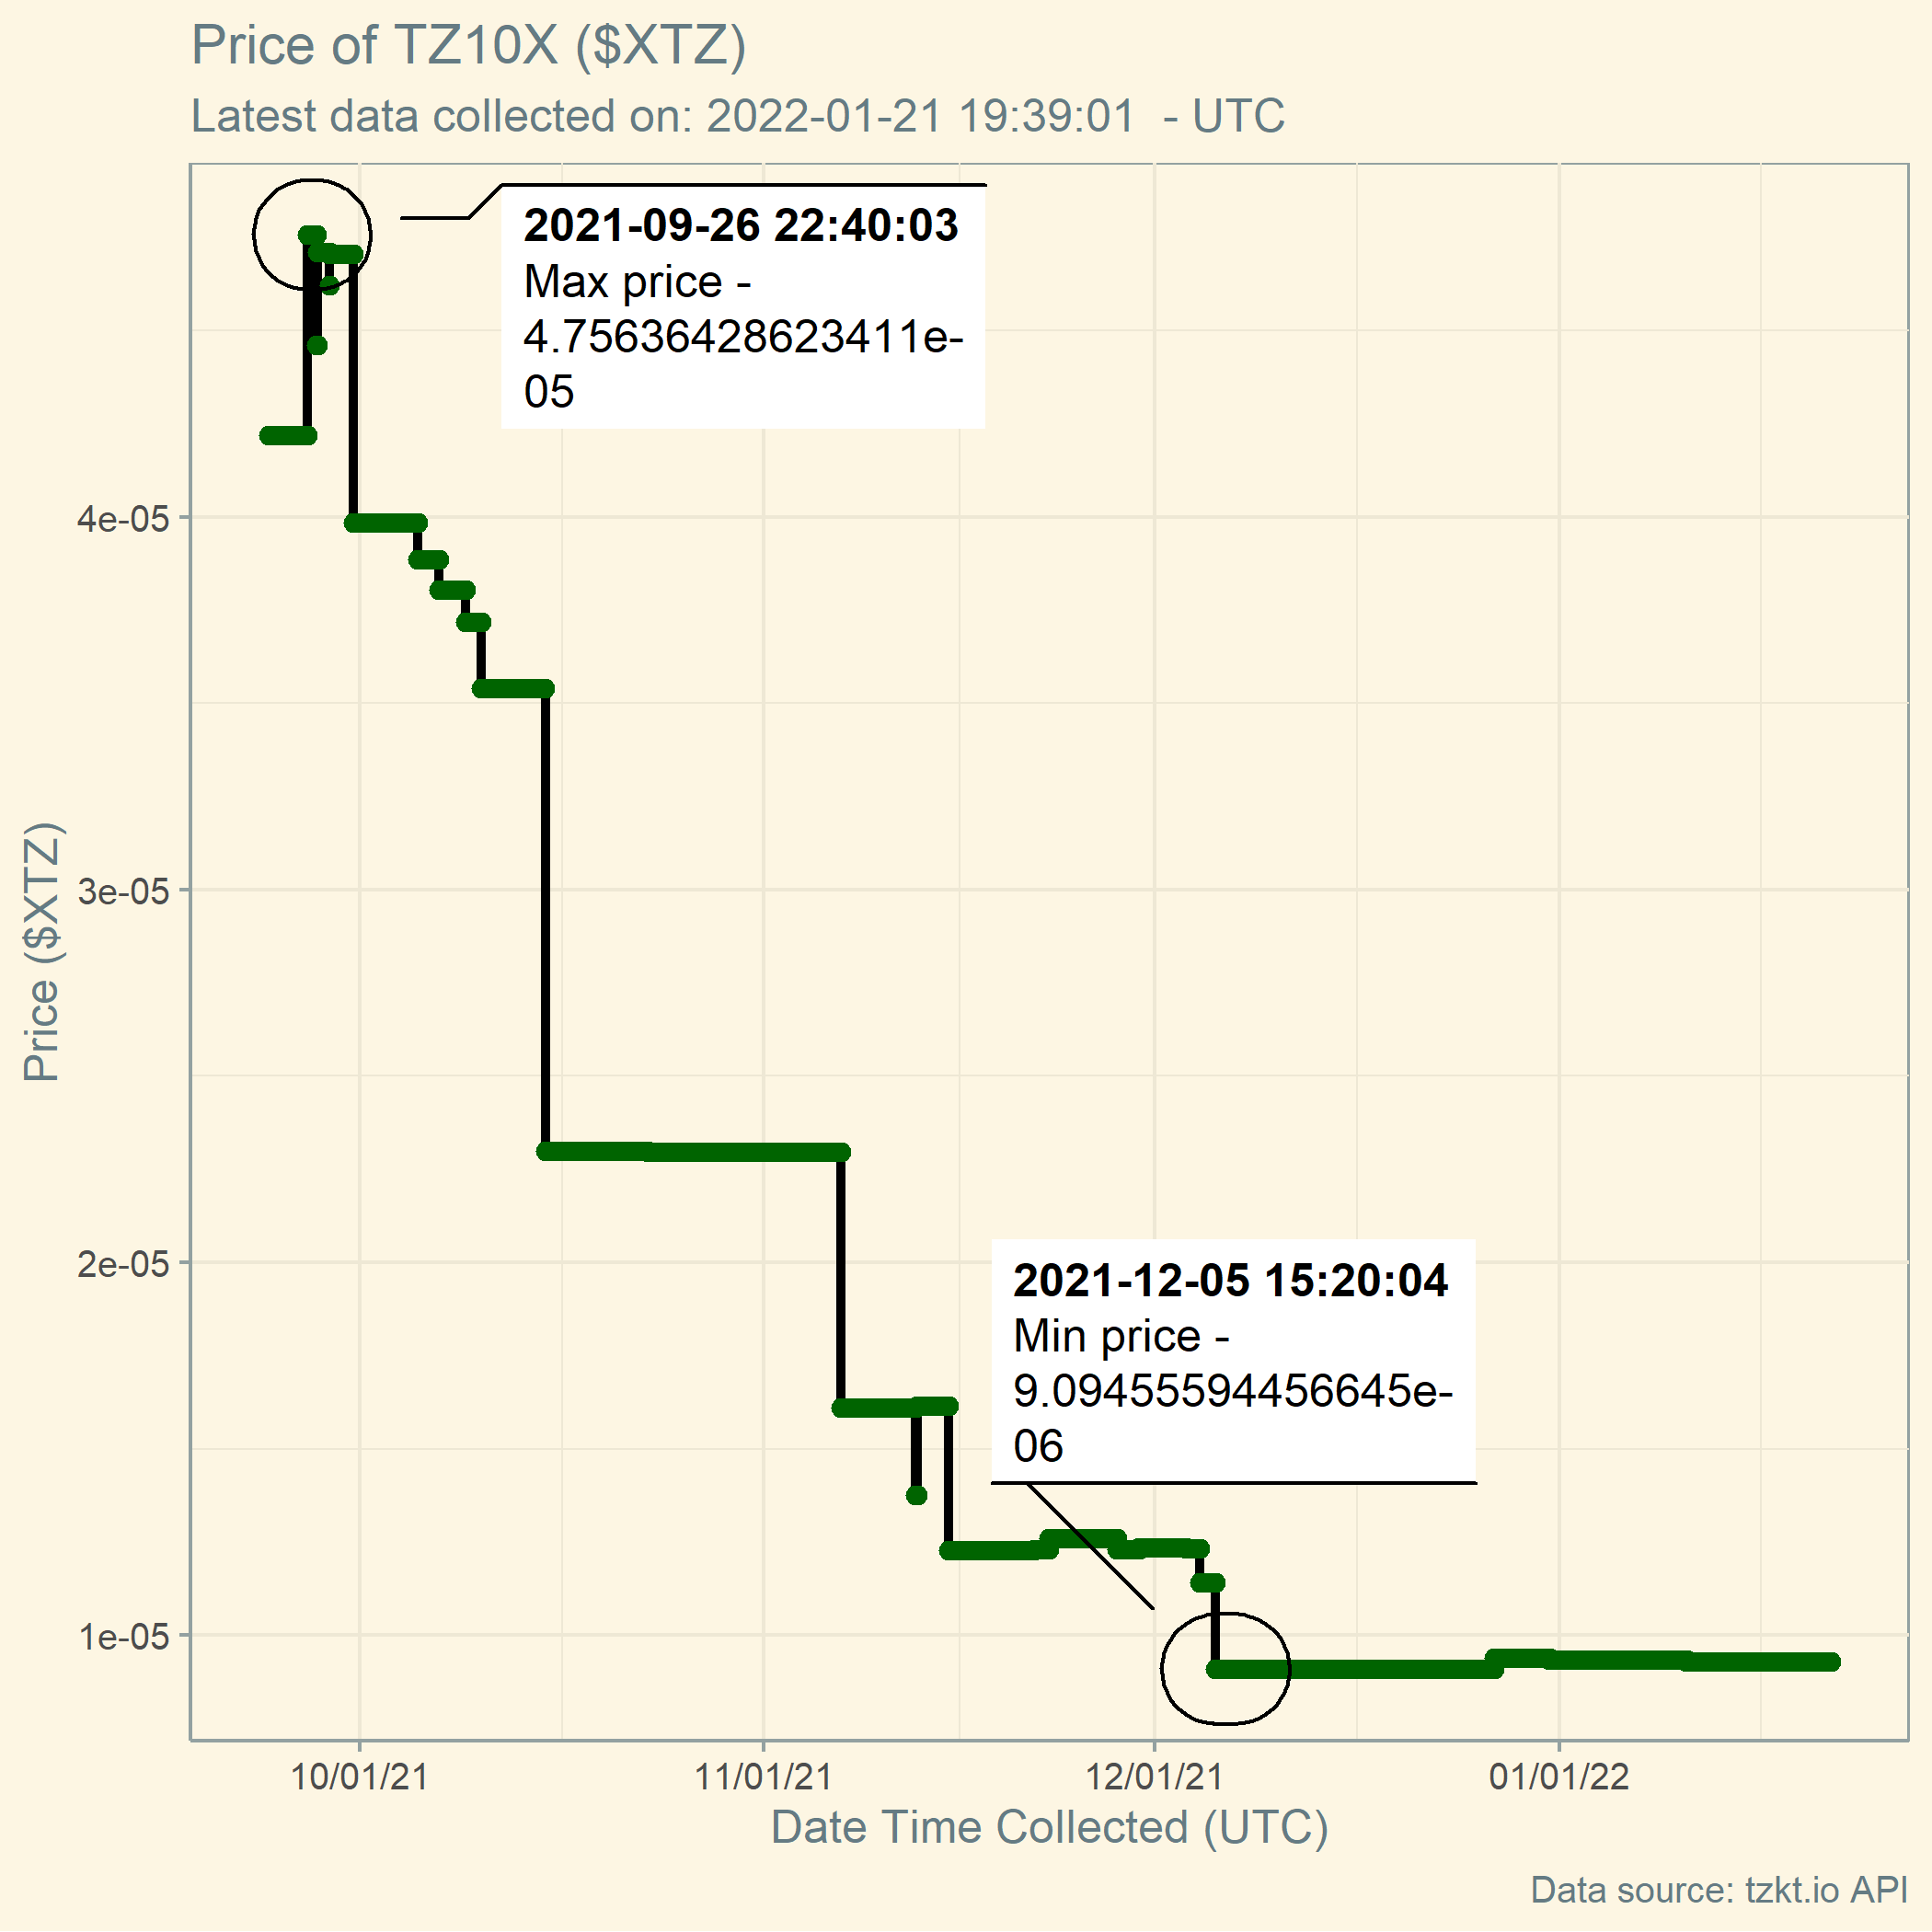 Price of TZ10X ($XTZ)
Latest data collected on: 2022-01-21 19:39:01  - UTC
2021-09-26 22:40:03
Max price -
4.75636428623411e-
05
4e-05
3e-05
2e-05
1e-05
Price ($XTZ)
2021-12-05 15:20:04
Min price -
9.09455594456645e-
06
10/01/21
11/01/21
12/01/21
01/01/22
Date Time Collected (UTC)
Data source: tzkt.io API